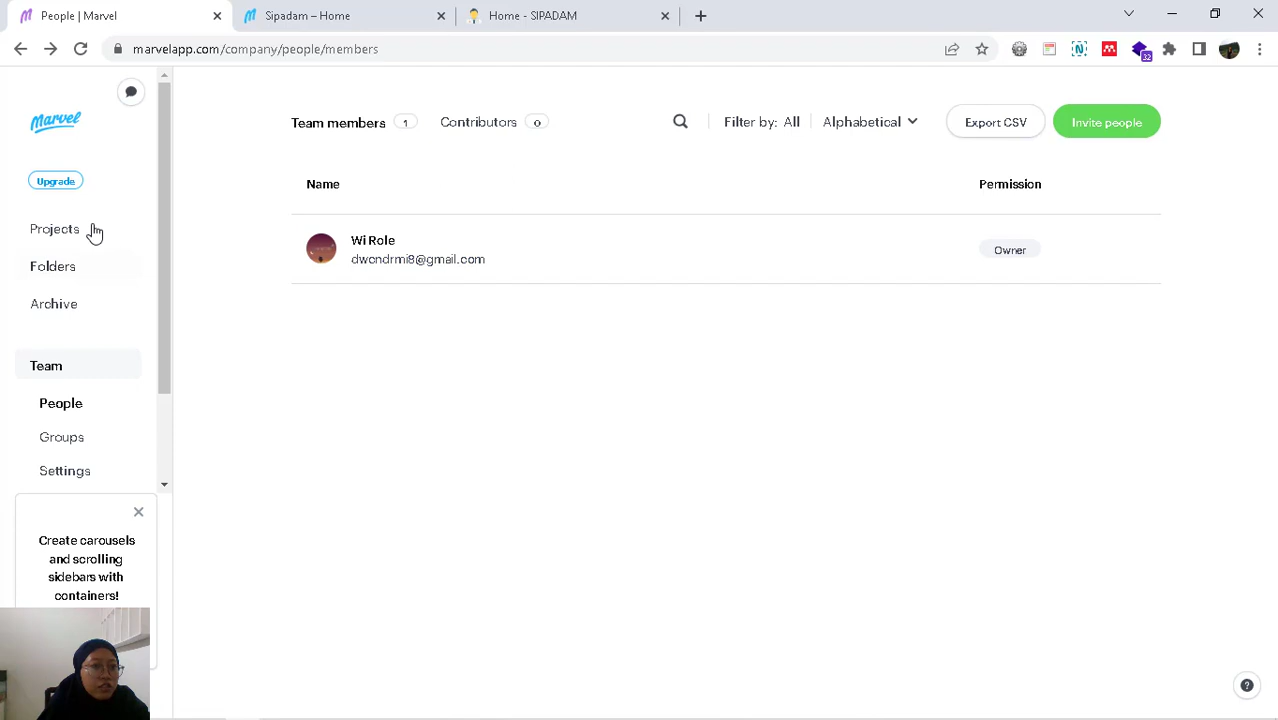 People | Marvel
Sipadam – Home
Home - SIPADAM
marvelapp.com/company/people/members
32
Marvel
Upgrade
Projects
Folders
Archive
Team
People
Groups
Settings
Create carousels
and scrolling
sidebars with
containers!
Team members 1
Contributors 0
Filter by: All
Alphabetical
Export CSV
Invite people
Name
Permission
Wi Role
dwcndrmi8@gmail.com
Owner
?